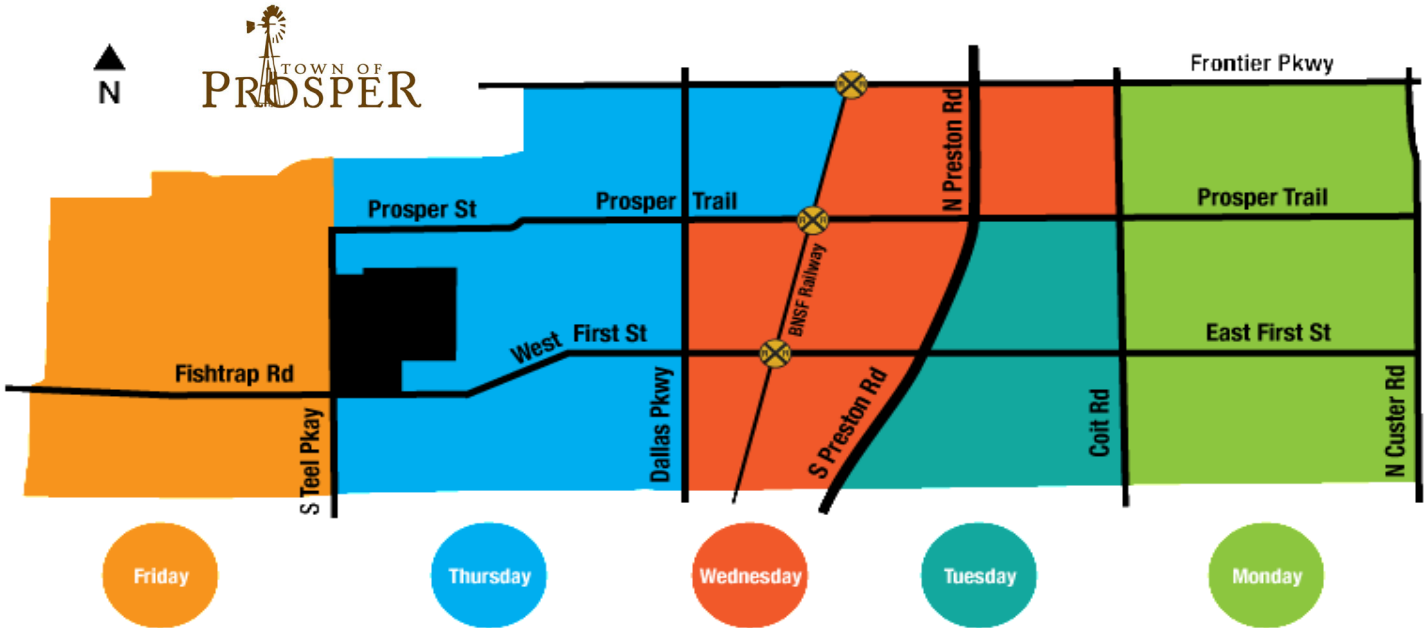 N
TOWN OF
PROSPER
Frontier Pkwy
N Preston Rd
Prosper St
Prosper Trail
Prosper Trail
BNSF Railway
West First St
East First St
Fishtrap Rd
S Teel Pkay
Dallas Pkwy
S Preston Rd
Coit Rd
N Custer Rd
R R
R R
R R
Friday
Thursday
Wednesday
Tuesday
Monday